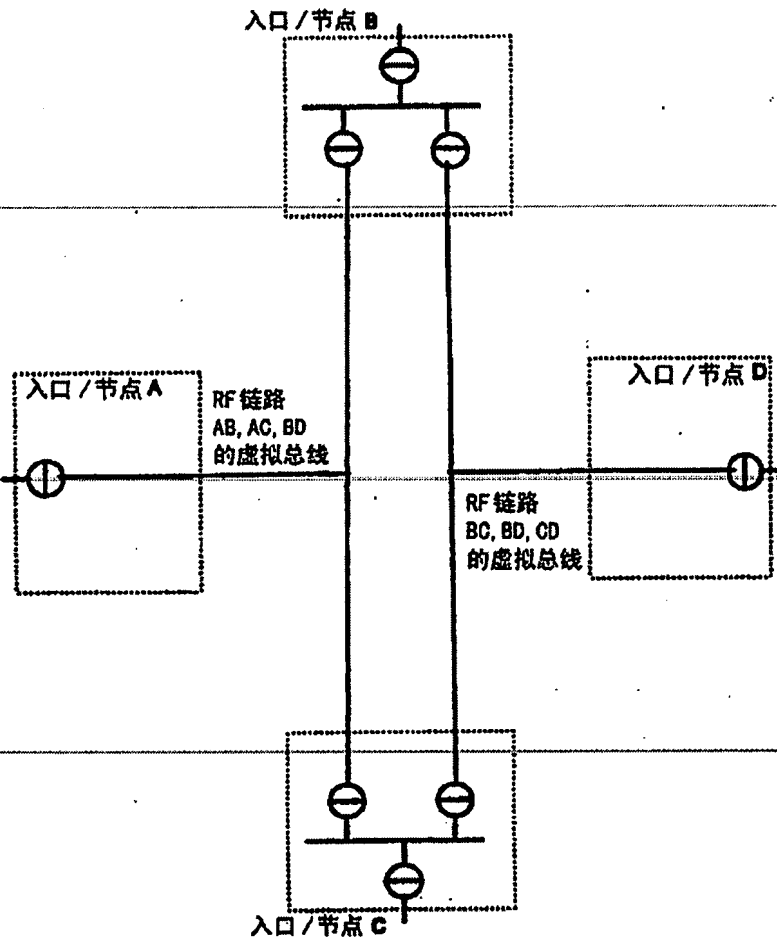 入口/节点 B
入口/节点 A
RF 链路
AB, AC, BD
的虚拟总线
入口/节点 D
RF 链路
BC, BD, CD
的虚拟总线
入口/节点 C